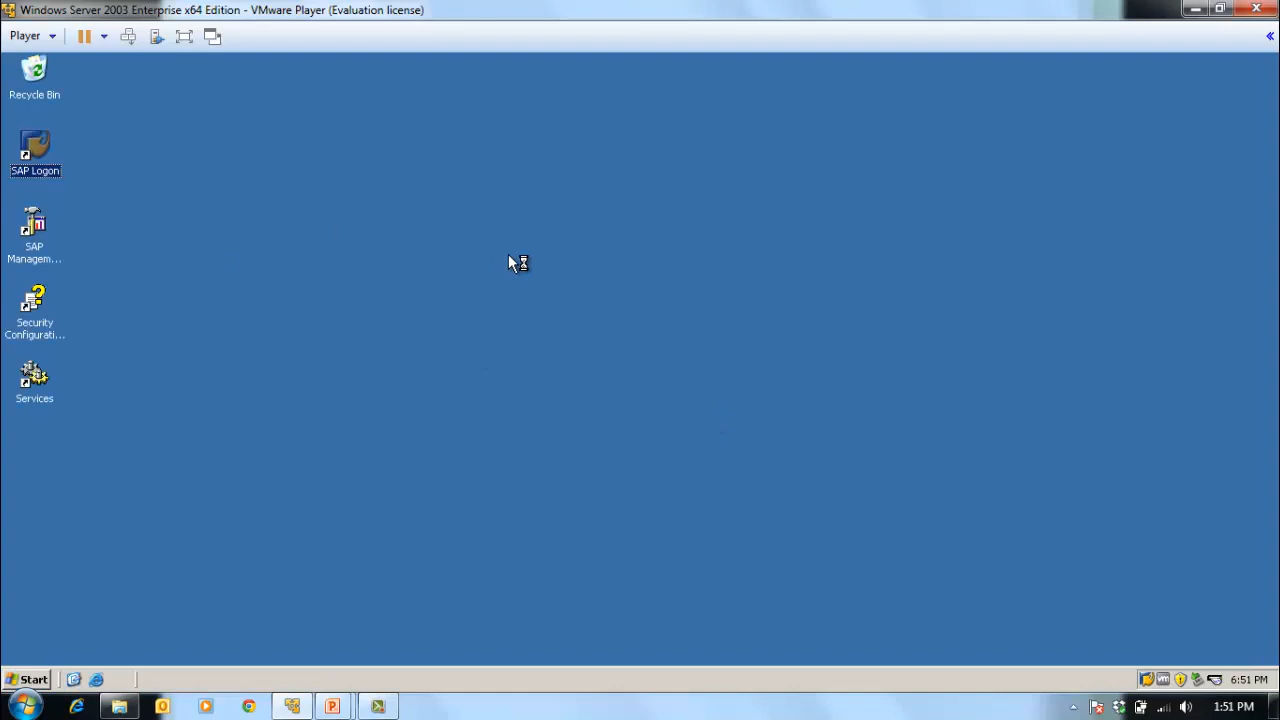 Windows Server 2003 Enterprise x64 Edition - VMware Player (Evaluation license)
Player
Recycle Bin
SAP Logon
SAP
Managem...
Security
Configurati...
Services
Start
6:51 PM
1:51 PM